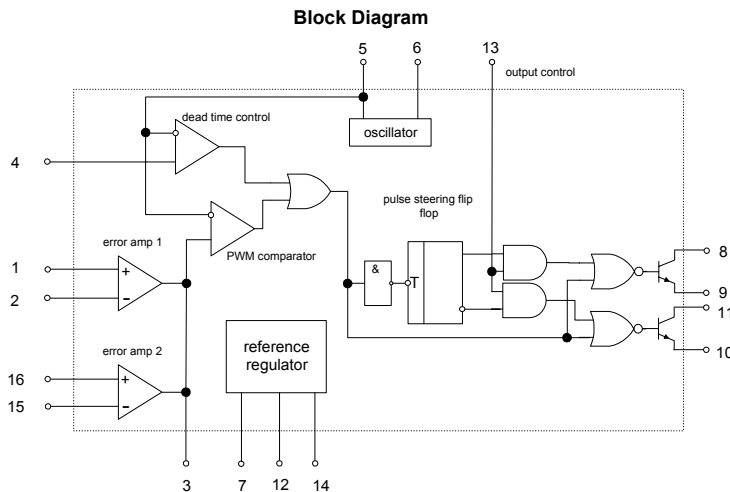 Block Diagram
5
6
13
output control
dead time control
oscillator
4
pulse steering flip
flop
error amp 1
PWM comparator
1
+
2
-
&
T
8
9
11
10
reference
regulator
error amp 2
16
+
15
-
3
7
12
14